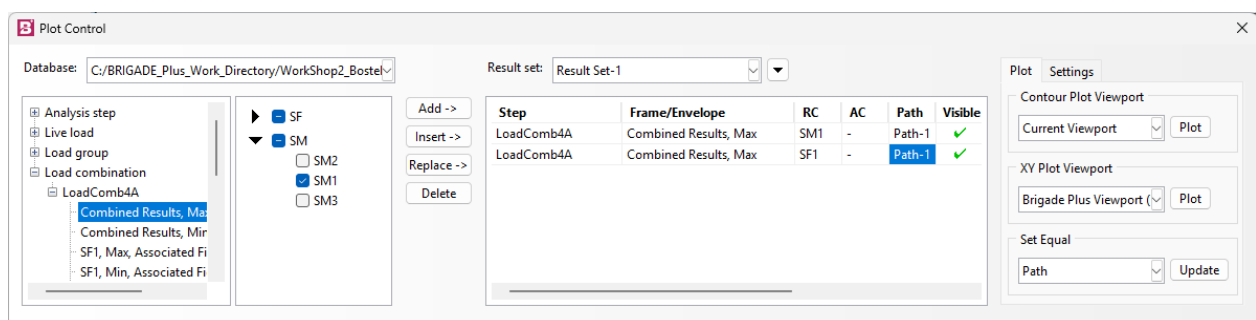 Plot Control
Database: C:/BRIGADE_Plus_Work_Directory/WorkShop2_Bostel
Result set: Result Set-1
Analysis step
Live load
Load group
Load combination
LoadComb4A
Combined Results, Max
Combined Results, Min
SF1, Max, Associated Fi
SF1, Min, Associated Fi
SF
SM
SM2
SM1
SM3
Add ->
Insert ->
Replace ->
Delete
Step Frame/Envelope RC AC Path Visible
LoadComb4A Combined Results, Max SM1 - Path-1
LoadComb4A Combined Results, Max SF1 - Path-1
Plot Settings
Contour Plot Viewport
Current Viewport Plot
XY Plot Viewport
Brigade Plus Viewport ( Plot
Set Equal
Path Update